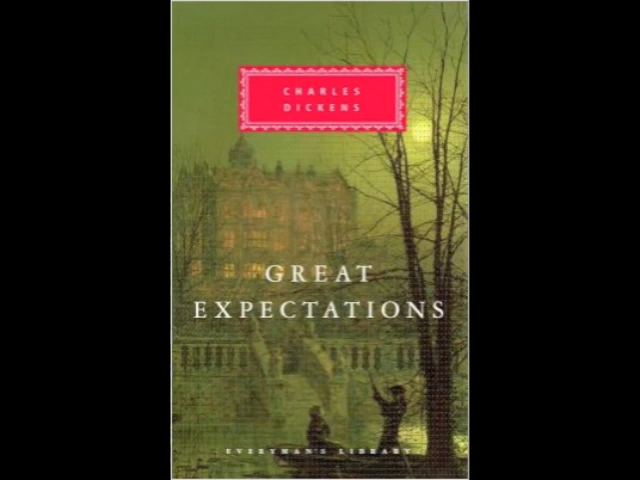 CHARLES
DICKENS
GREAT
EXPECTATIONS
EVERYMAN'S LIBRARY